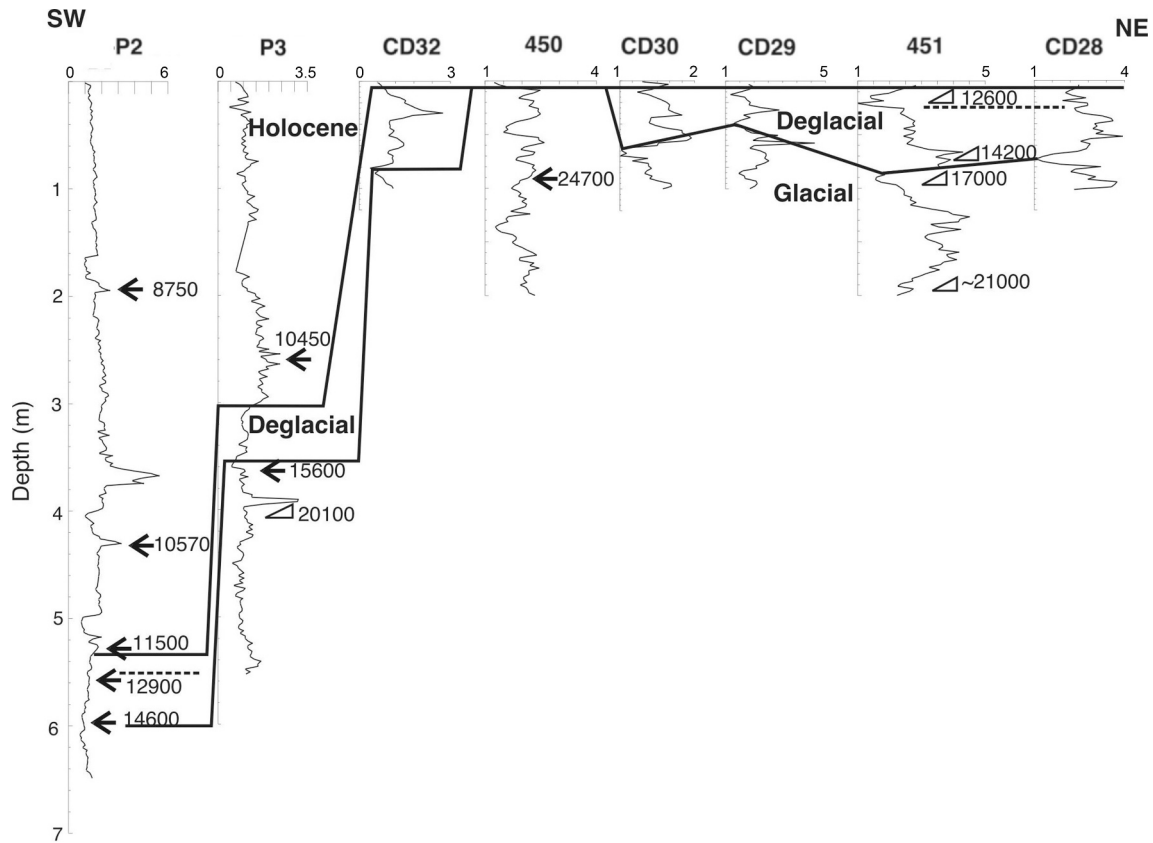 SW
NE
P2 P3 CD32 450 CD30 CD29 451 CD28
0 6 0 3.5 0 3 1 4 1 2 1 5 1 5 1 4
12600
Holocene
Deglacial
14200
1
24700
17000
Glacial
~21000
2
8750
10450
3
Deglacial
15600
Depth (m)
4
20100
10570
5
11500
12900
14600
6
7